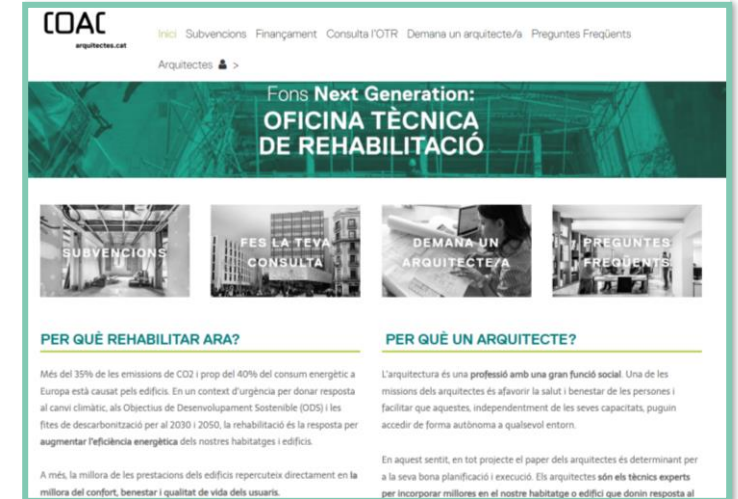 COAC
arquitectes.cat
Inici Subvencions Finançament Consulta l'OTR Demana un arquitecte/a Preguntes Freqüents
Arquitectes >
Fons Next Generation:
OFICINA TÈCNICA
DE REHABILITACIÓ
SUBVENCIONS
FES LA TEVA
CONSULTA
DEMANA UN
ARQUITECTE/A
PREGUNTES
FREQÜENTS
PER QUÈ REHABILITAR ARA?
Més del 35% de les emissions de CO2 i prop del 40% del consum energètic a
Europa està causat pels edificis. En un context d'urgència per donar resposta
al canvi climàtic, als Objectius de Desenvolupament Sostenible (ODS) i les
fites de descarbonització per al 2030 i 2050, la rehabilitació és la resposta per
augmentar l'eficiència energètica dels nostres habitatges i edificis.
A més, la millora de les prestacions dels edificis repercuteix directament en la
millora del confort, benestar i qualitat de vida dels usuaris.
PER QUÈ UN ARQUITECTE?
L'arquitectura és una professió amb una gran funció social. Una de les
missions dels arquitectes és afavorir la salut i benestar de les persones i
facilitar que aquestes, independentment de les seves capacitats, puguin
accedir de forma autònoma a qualsevol entorn.
En aquest sentit, en tot projecte el paper dels arquitectes és determinant per
a la seva bona planificació i execució. Els arquitectes són els tècnics experts
per incorporar millores en el nostre habitatge o edifici que donin resposta al